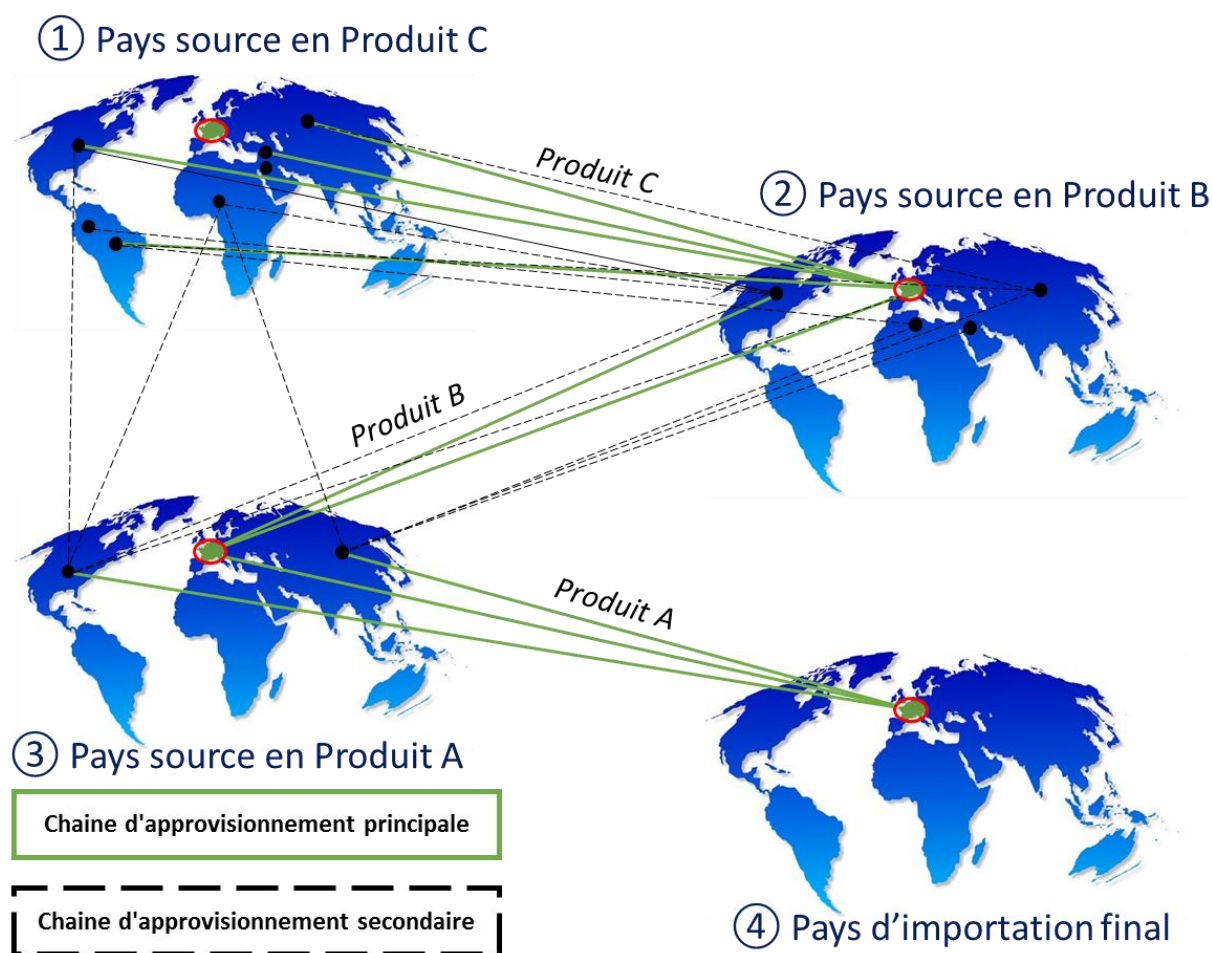 ① Pays source en Produit C
Produit C
② Pays source en Produit B
Produit B
Produit A
③ Pays source en Produit A
Chaine d'approvisionnement principale
Chaine d'approvisionnement secondaire
④ Pays d’importation final